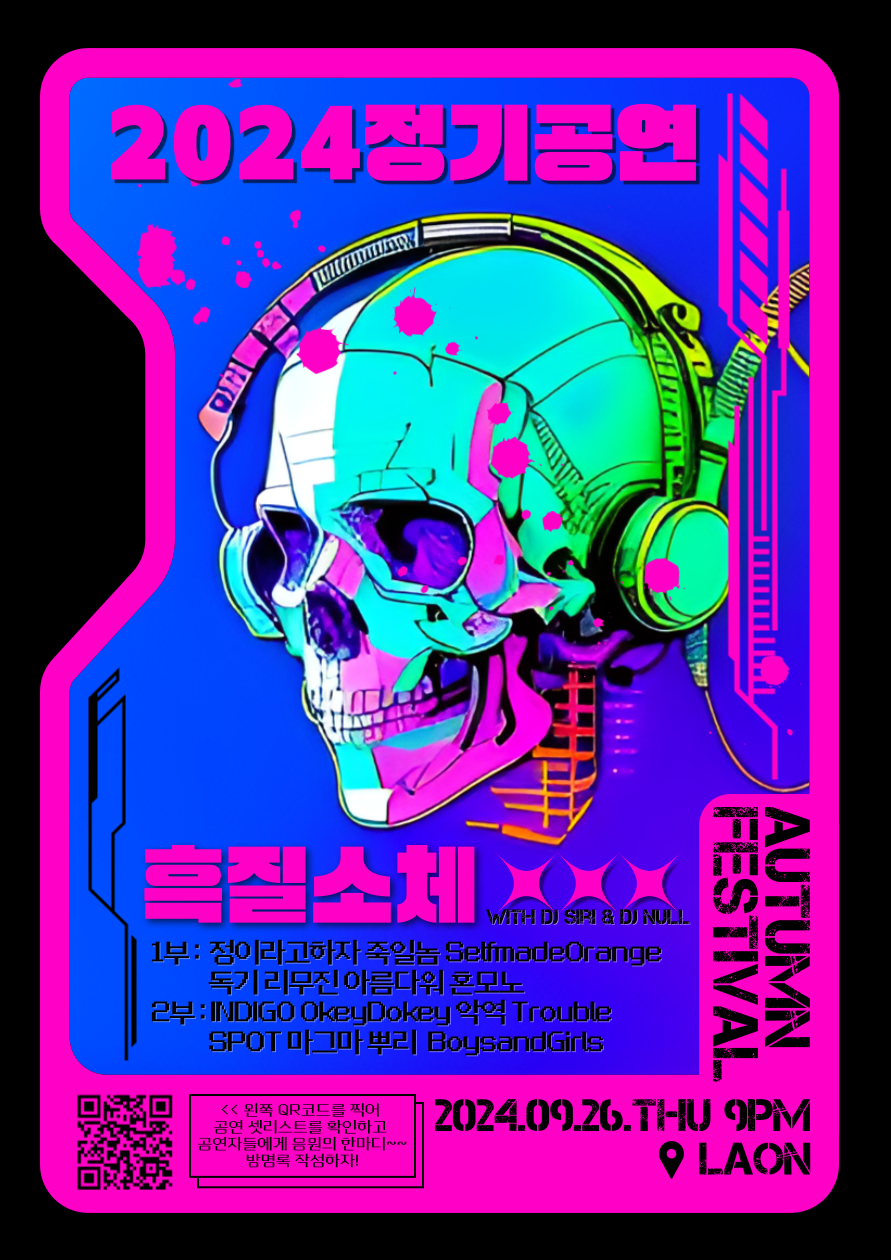 2024정기공연
흑질소체
WITH DJ SIRI & DJ NULL
1부 : 정이라고하자 죽일놈 SelfmadeOrange
독기 리무진 아름다워 혼모노
2부 : INDIGO OkeyDokey 악역 Trouble
SPOT 마그마 뿌리 BoysandGirls
AUTUMN
FESTIVAL
<< 왼쪽 QR코드를 찍어
공연 셋리스트를 확인하고
공연자들에게 응원의 한마디~~
방명록 작성하자!
2024.09.26.THU 9PM
LAON